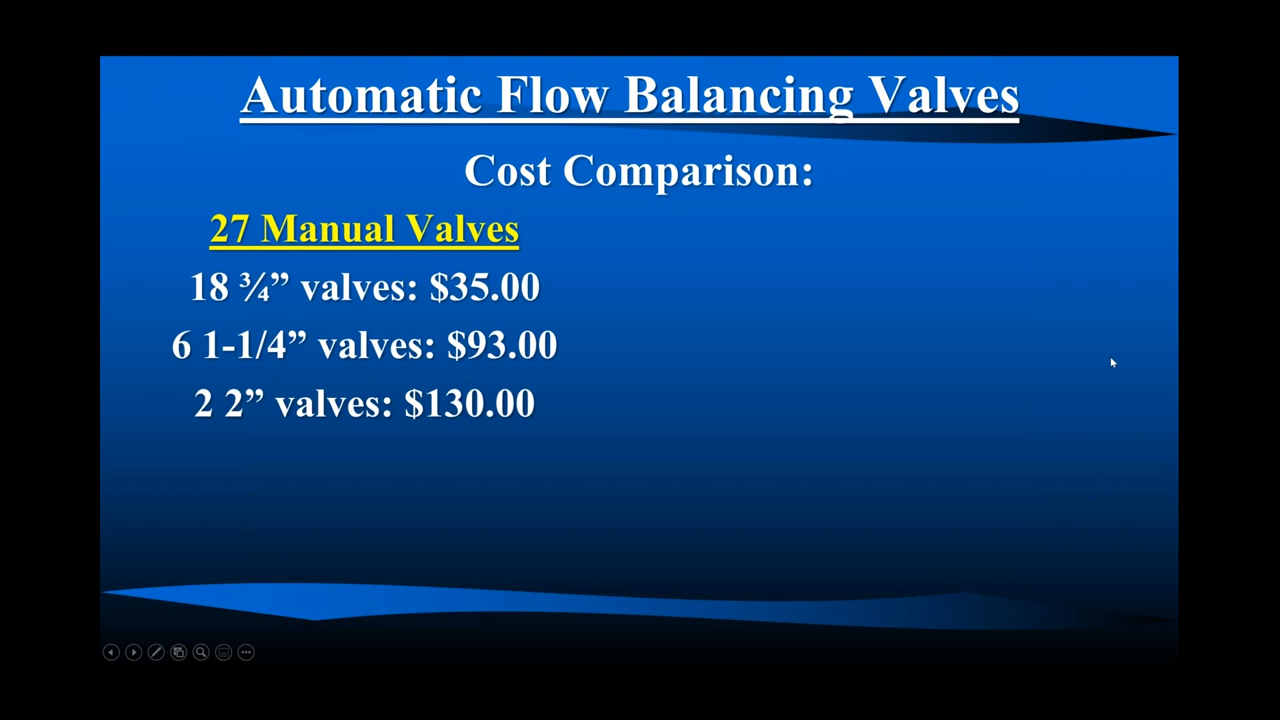 Automatic Flow Balancing Valves
Cost Comparison:
27 Manual Valves
18 ¾” valves: $35.00
6 1-1/4” valves: $93.00
2 2” valves: $130.00